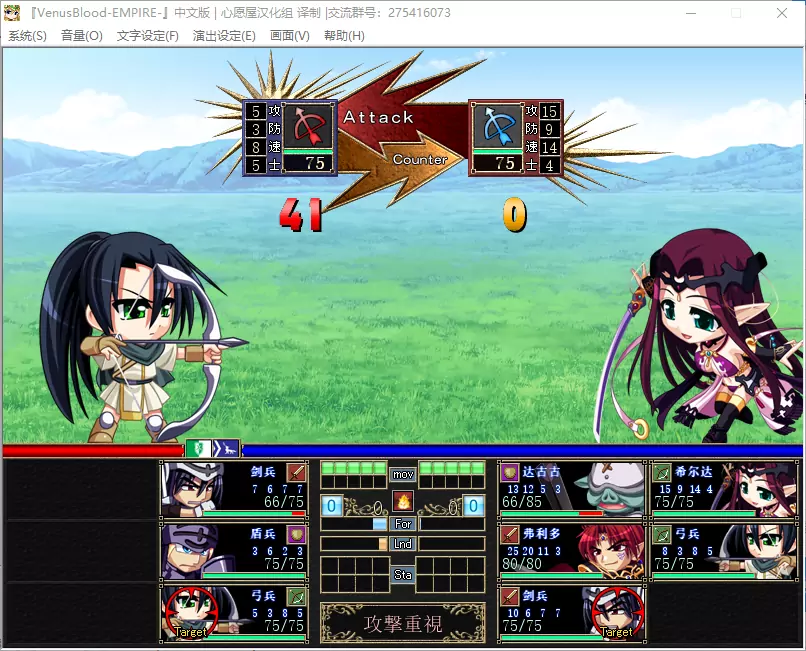 『VenusBlood-EMPIRE-』中文版 | 心愿屋汉化组 译制 |交流群号：275416073
系统(S) 音量(O) 文字设定(F) 演出设定(E) 画面(V) 帮助(H)
5 攻
3 防
8 速
5 士 75
Attack
Counter
攻 15
防 9
速 14
75 士 4
41
0
剑兵
7 6 7 7
66/75
盾兵
3 6 2 3
75/75
弓兵
5 3 8 5
75/75
Target
mov
0 0 0 0
For
Lnd
Sta
攻撃重視
达古古
13 12 5 3
66/85
希尔达
15 9 14 4
75/75
弗利多
25 20 11 3
80/80
弓兵
8 3 8 5
75/75
剑兵
10 6 7 7
75/75
Target